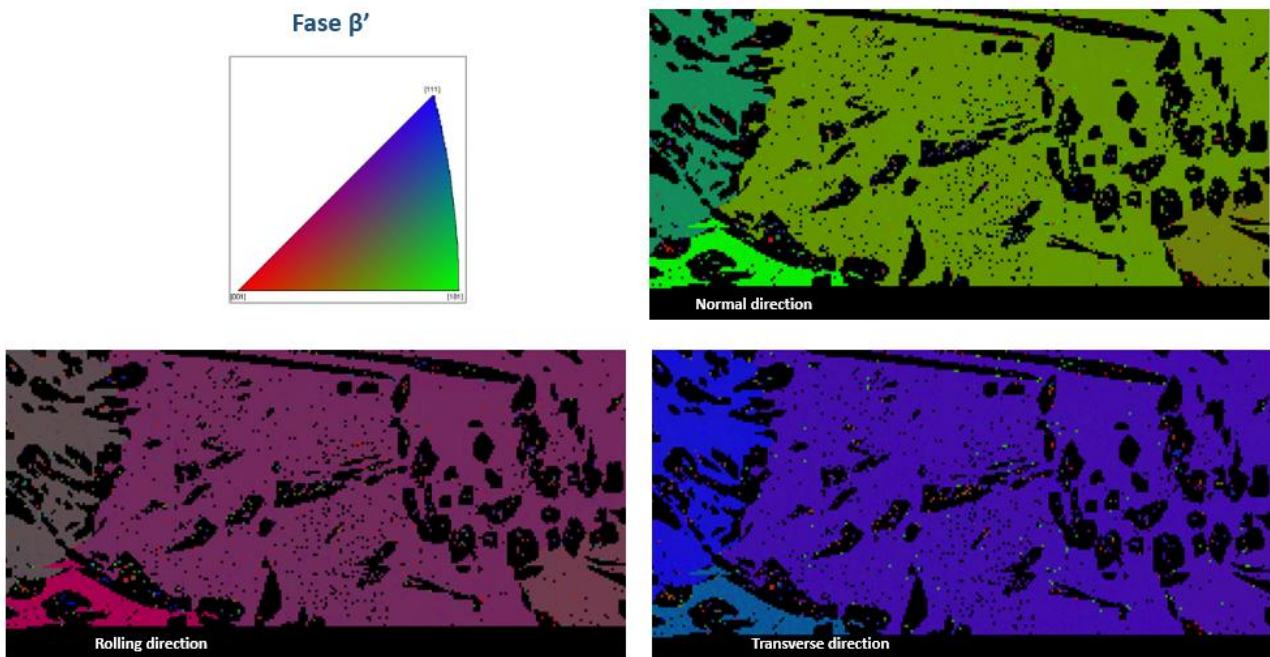 Fase β’
[111]
[001]
[101]
Normal direction
Rolling direction
Transverse direction